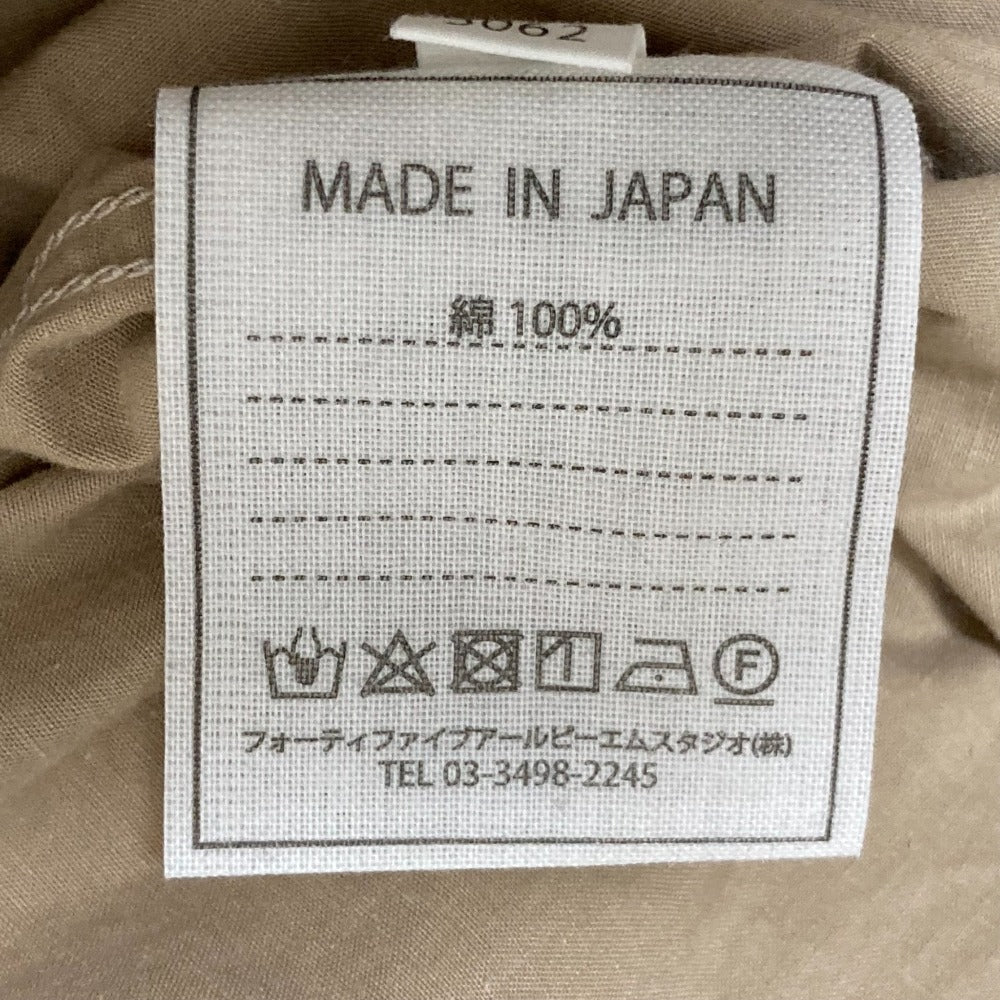 3062
MADE IN JAPAN
綿 100%
F
フォーティファイブアールピーエムスタジオ(株)
TEL 03-3498-2245